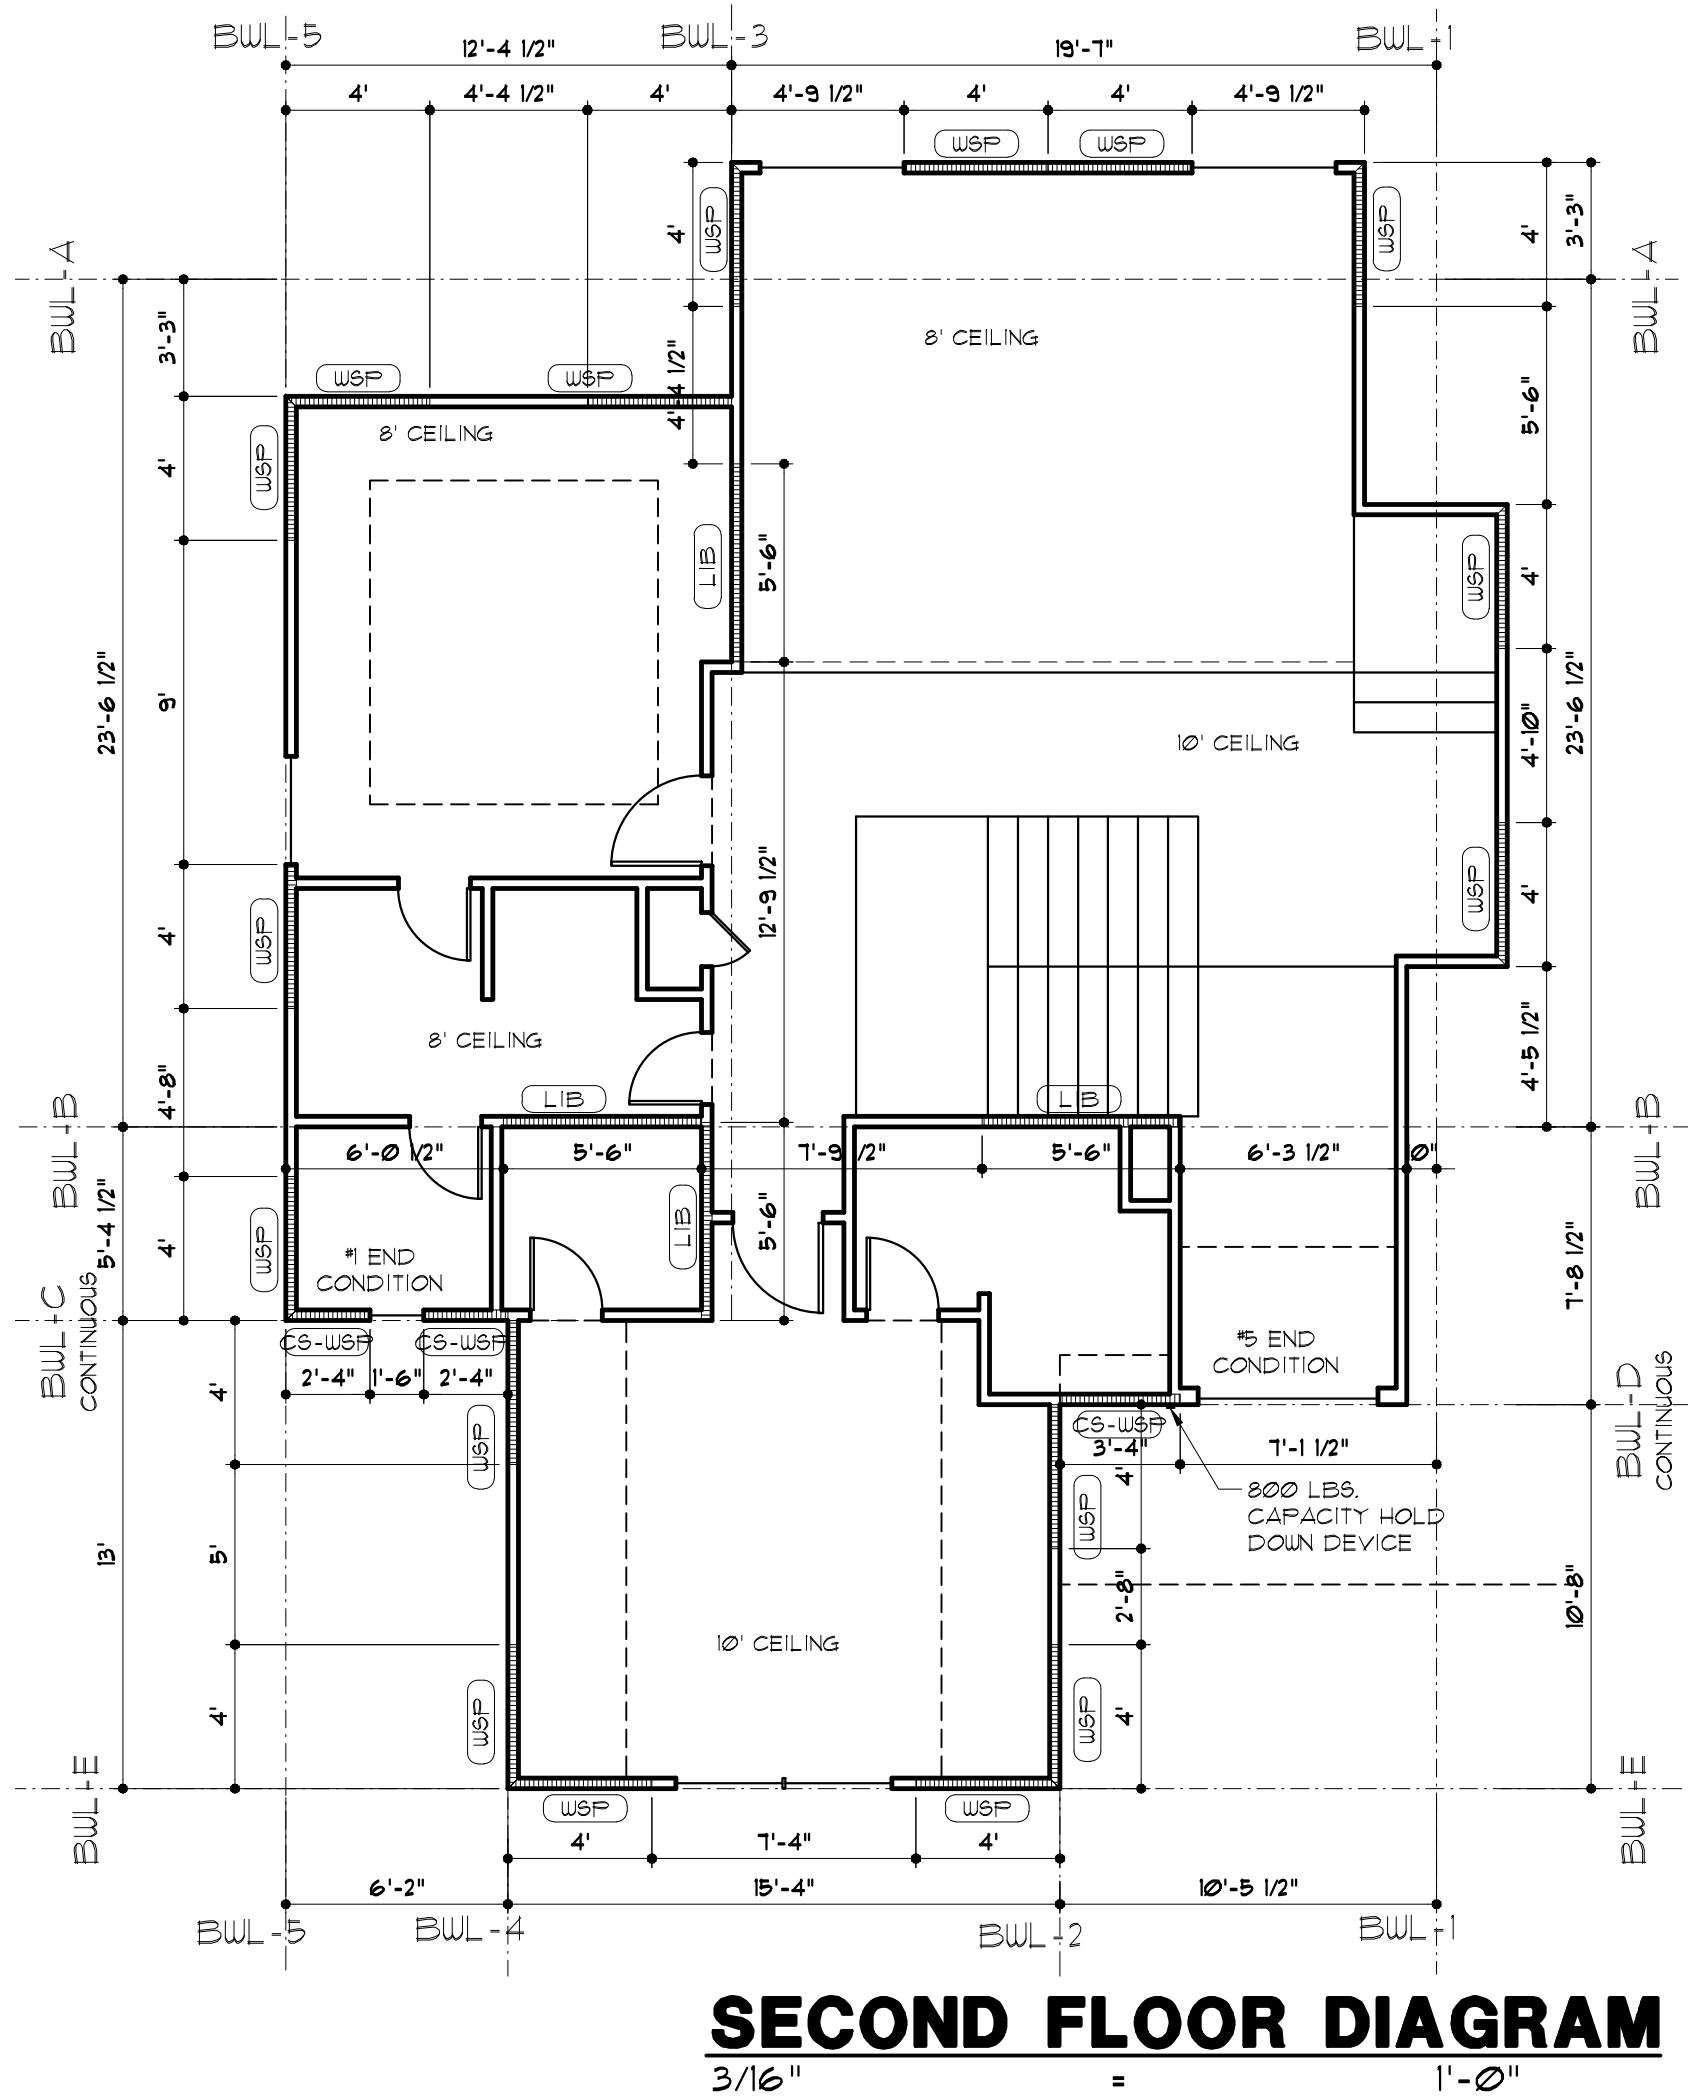 BWL-5
BWL-3
BWL-1
12'-4 1/2"
19'-7"
4'
4'-4 1/2"
4'
4'-9 1/2"
4'
4'
4'-9 1/2"
WSP
WSP
BWL-A
BWL-A
4'
WSP
WSP
4'
3'-3"
3'-3"
8' CEILING
4'-4 1/2"
WSP
WSP
8' CEILING
5'-6"
4'
WSP
LIB
5'-6"
WSP
4'
23'-6 1/2"
9'
10' CEILING
4'-10"
23'-6 1/2"
12'-9 1/2"
4'
WSP
WSP
4'
8' CEILING
4'-8"
4'-5 1/2"
LIB
LIB
BWL-B
BWL-B
6'-0 1/2"
5'-6"
7'-9 1/2"
5'-6"
6'-3 1/2"
10"
5'-4 1/2"
4'
WSP
LIB
5'-6"
7'-8 1/2"
#1 END
CONDITION
BWL-C
CONTINUOUS
#5 END
CONDITION
CS-WSP
CS-WSP
2'-4"
1'-6"
2'-4"
BWL-D
CONTINUOUS
CS-WSP
3'-4"
7'-1 1/2"
4'
WSP
4'
WSP
800 LBS.
CAPACITY HOLD
DOWN DEVICE
13'
5'
2'-8"
10'-8"
10' CEILING
4'
WSP
WSP
4'
BWL-E
BWL-E
WSP
WSP
4'
7'-4"
4'
6'-2"
15'-4"
10'-5 1/2"
BWL-5
BWL-4
BWL-2
BWL-1
SECOND FLOOR DIAGRAM
3/16" = 1'-0"